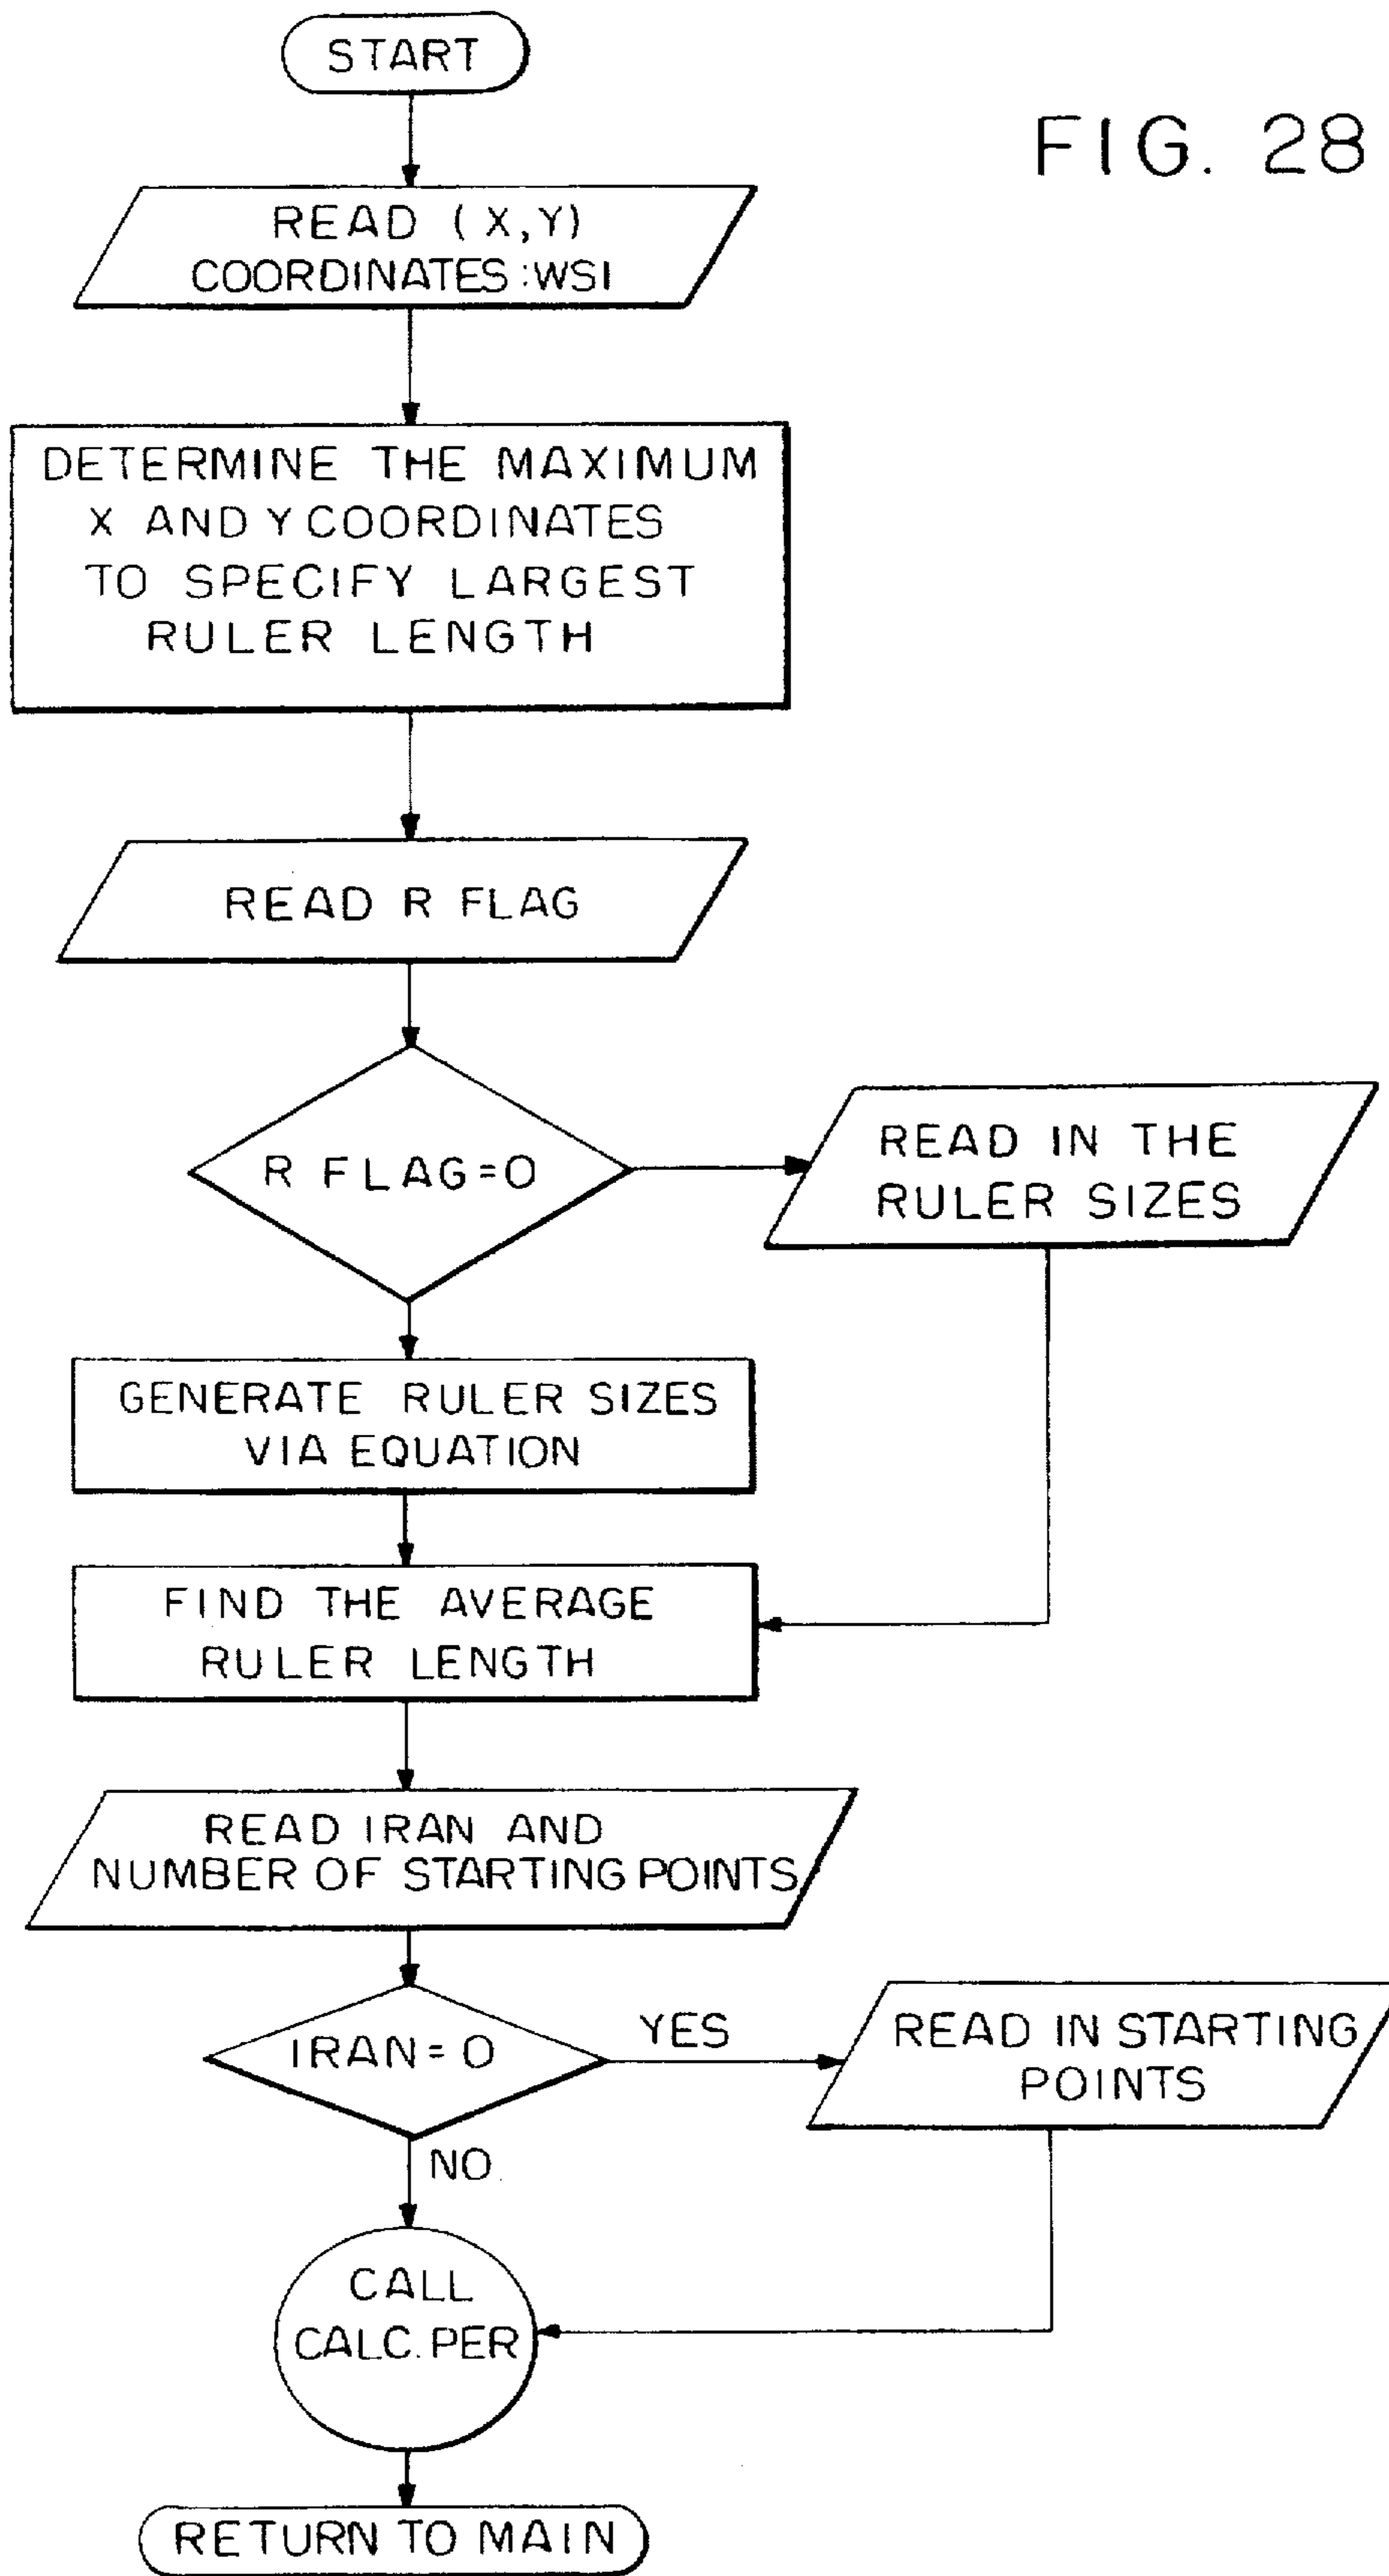 START
FIG. 28
READ (X,Y)
COORDINATES:WSI
DETERMINE THE MAXIMUM
X AND Y COORDINATES
TO SPECIFY LARGEST
RULER LENGTH
READ R FLAG
R FLAG=0
READ IN THE
RULER SIZES
GENERATE RULER SIZES
VIA EQUATION
FIND THE AVERAGE
RULER LENGTH
READ IRAN AND
NUMBER OF STARTING POINTS
IRAN=0
YES
READ IN STARTING
POINTS
NO
CALL
CALC.PER
RETURN TO MAIN